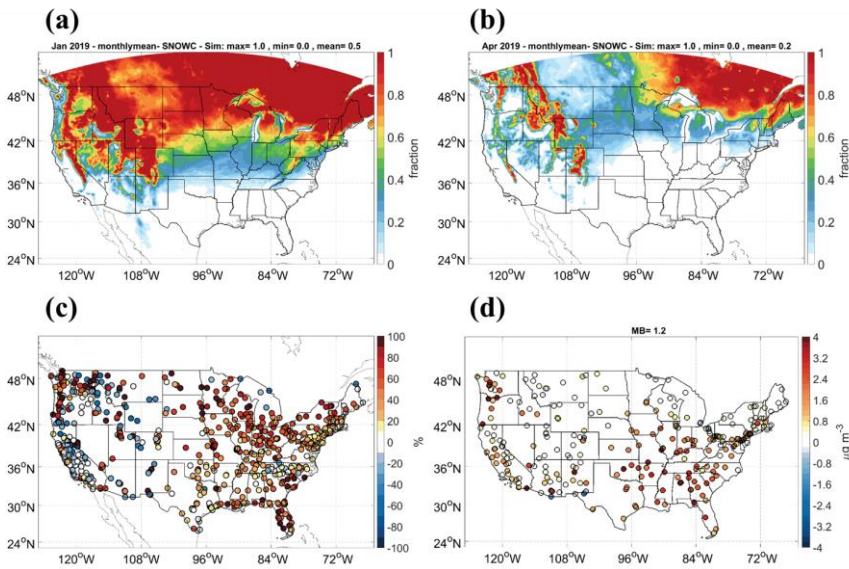 (a)
(b)
Jan 2019 - monthlymean- SNOWC - Sim: max= 1.0 , min= 0.0 , mean= 0.5
Apr 2019 - monthlymean- SNOWC - Sim: max= 1.0 , min= 0.0 , mean= 0.2
48°N
42°N
36°N
30°N
24°N
120°W
108°W
96°W
84°W
72°W
1
0.8
0.6
0.4
0.2
0
fraction
48°N
42°N
36°N
30°N
24°N
120°W
108°W
96°W
84°W
72°W
1
0.8
0.6
0.4
0.2
0
fraction
(c)
(d)
MB= 1.2
48°N
42°N
36°N
30°N
24°N
120°W
108°W
96°W
84°W
72°W
100
80
60
40
20
0
-20
-40
-60
-80
-100
%
48°N
42°N
36°N
30°N
24°N
120°W
108°W
96°W
84°W
72°W
4
3.2
2.4
1.6
0.8
0
-0.8
-1.6
-2.4
-3.2
-4
μg m⁻³